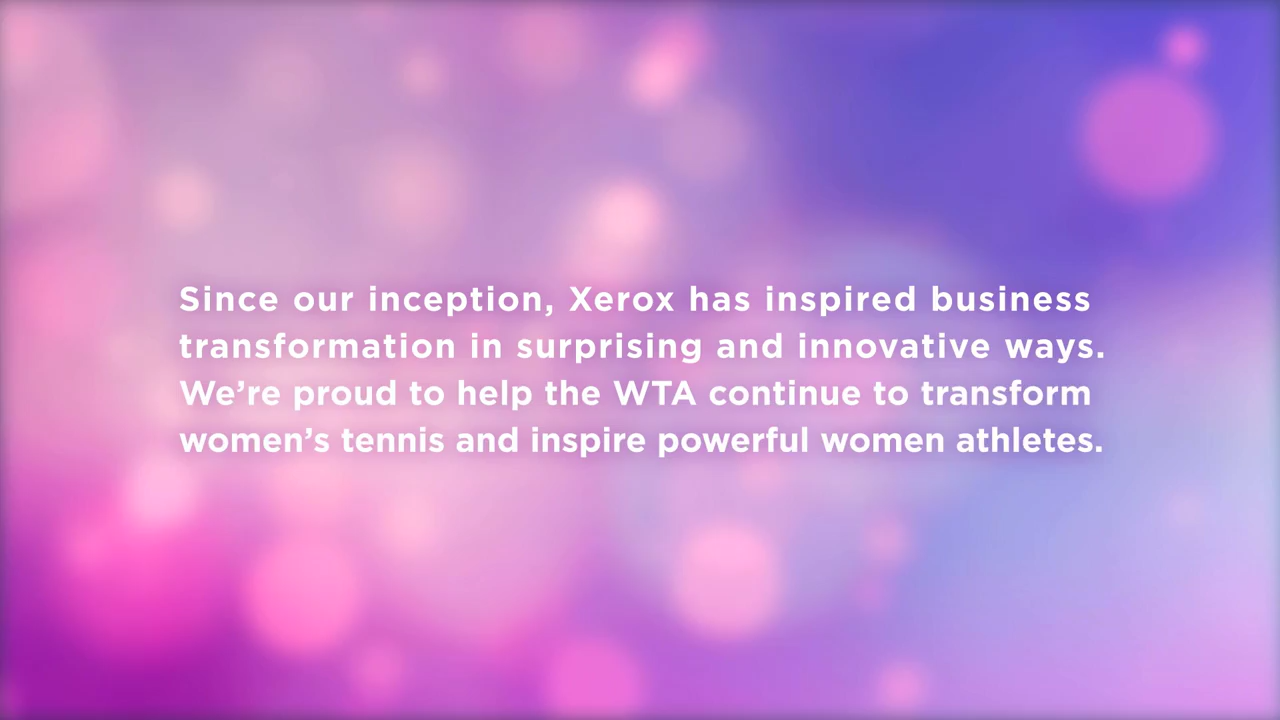 Since our inception, Xerox has inspired business
transformation in surprising and innovative ways.
We’re proud to help the WTA continue to transform
women’s tennis and inspire powerful women athletes.